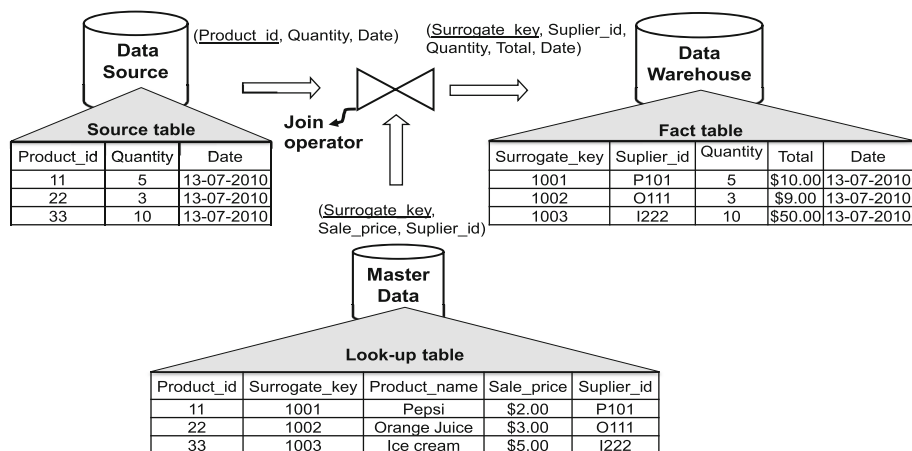 Data
Source
(Product_id, Quantity, Date)
(Surrogate_key, Suplier_id,
Quantity, Total, Date)
Data
Warehouse
Join
operator
Source table
Product_id Quantity Date
11 5 13-07-2010
22 3 13-07-2010
33 10 13-07-2010
Fact table
Surrogate_key Suplier_id Quantity Total Date
1001 P101 5 $10.00 13-07-2010
1002 O111 3 $9.00 13-07-2010
1003 I222 10 $50.00 13-07-2010
(Surrogate_key,
Sale_price, Suplier_id)
Master
Data
Look-up table
Product_id Surrogate_key Product_name Sale_price Suplier_id
11 1001 Pepsi $2.00 P101
22 1002 Orange Juice $3.00 O111
33 1003 Ice cream $5.00 I222